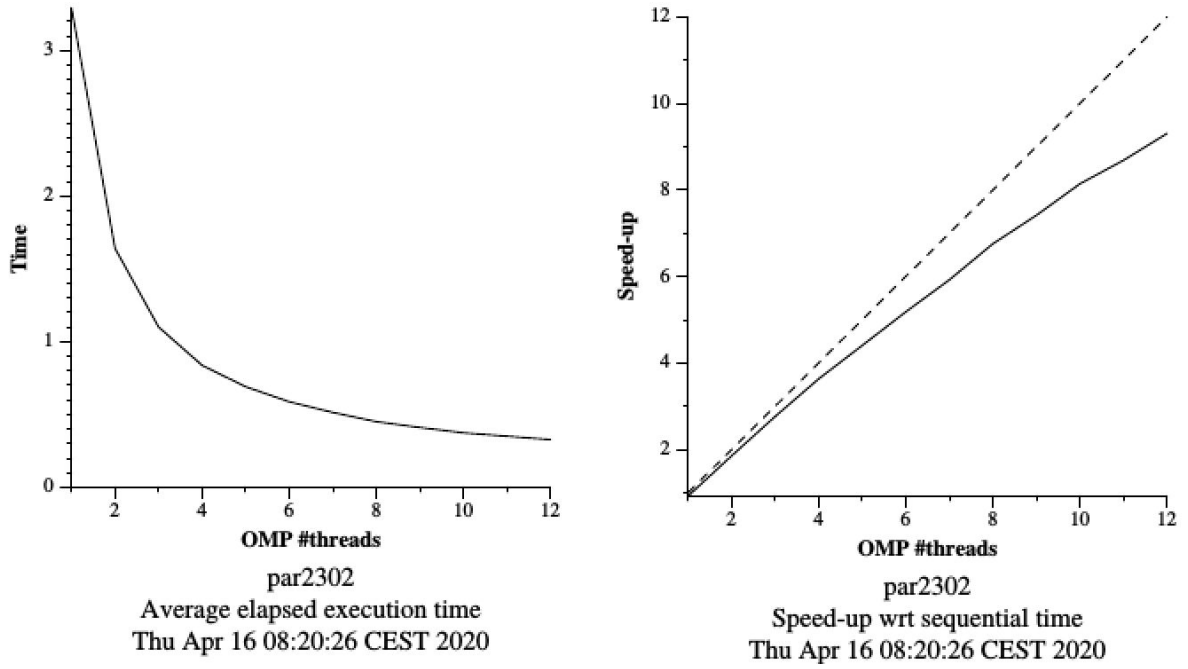 3
2
1
0
Time
2
4
6
8
10
12
OMP #threads
par2302
Average elapsed execution time
Thu Apr 16 08:20:26 CEST 2020
12
10
8
6
4
2
Speed-up
2
4
6
8
10
12
OMP #threads
par2302
Speed-up wrt sequential time
Thu Apr 16 08:20:26 CEST 2020